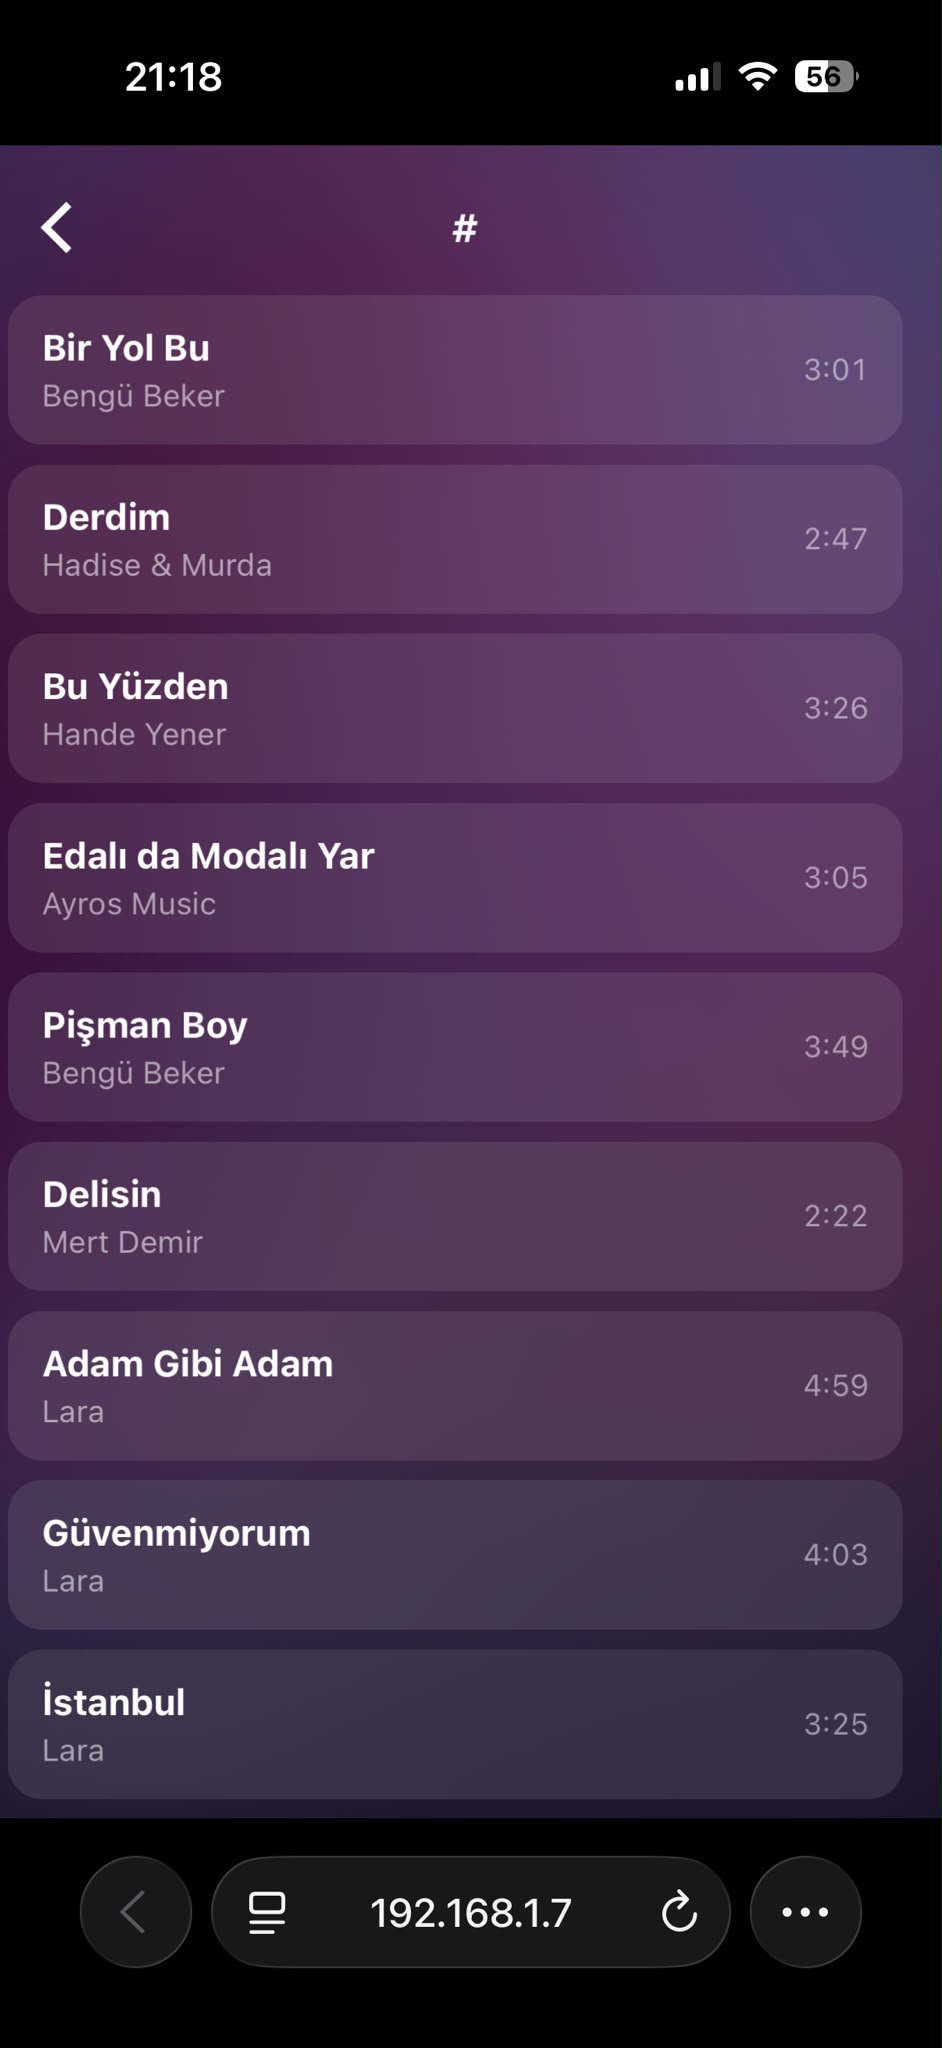 21:18
56
#
Bir Yol Bu
3:01
Bengü Beker
Derdim
2:47
Hadise & Murda
Bu Yüzden
3:26
Hande Yener
Edalı da Modalı Yar
3:05
Ayros Music
Pişman Boy
3:49
Bengü Beker
Delisin
2:22
Mert Demir
Adam Gibi Adam
4:59
Lara
Güvenmiyorum
4:03
Lara
İstanbul
3:25
Lara
192.168.1.7